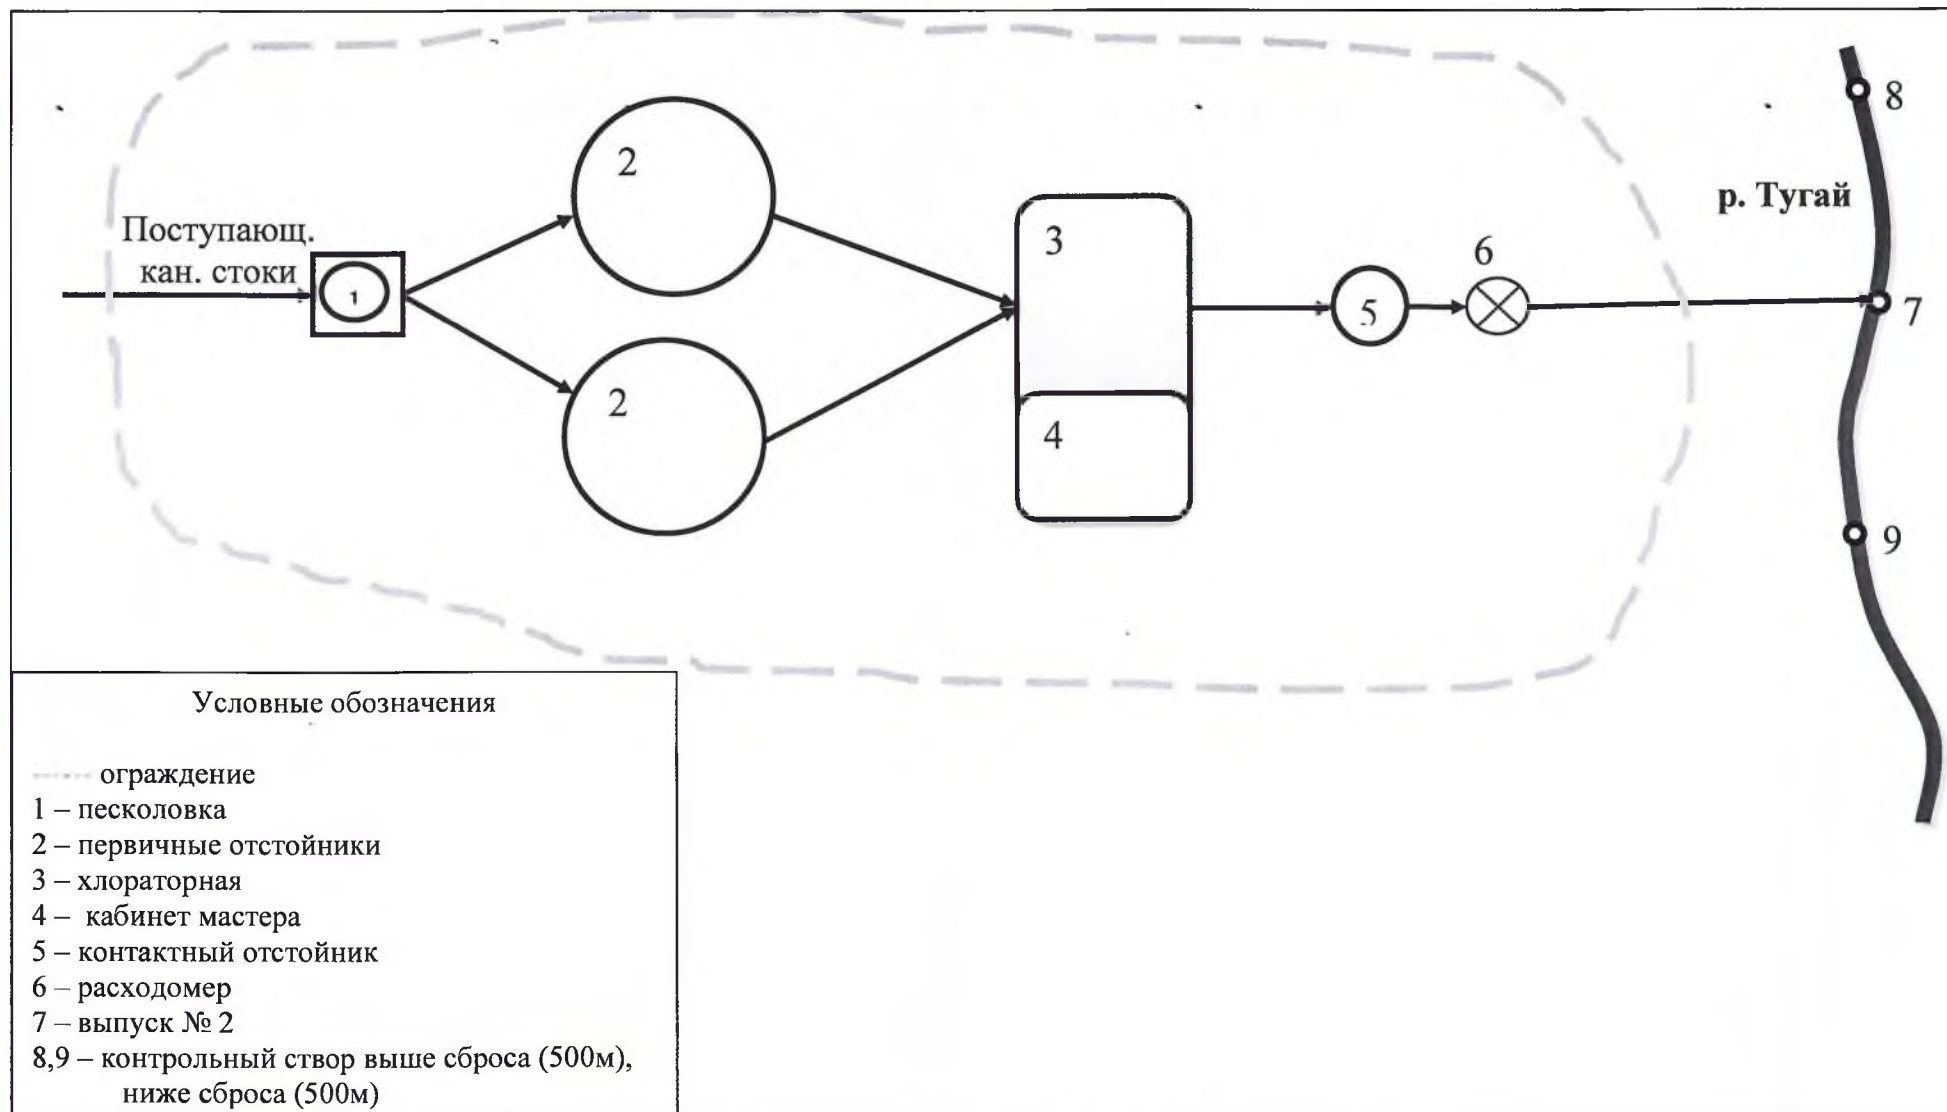 8
р. Тугай
2
Поступающ.
кан. стоки
1
3
6
5
7
2
4
9
Условные обозначения
ограждение
1 – песколовка
2 – первичные отстойники
3 – хлораторная
4 – кабинет мастера
5 – контактный отстойник
6 – расходомер
7 – выпуск № 2
8,9 – контрольный створ выше сброса (500м),
ниже сброса (500м)